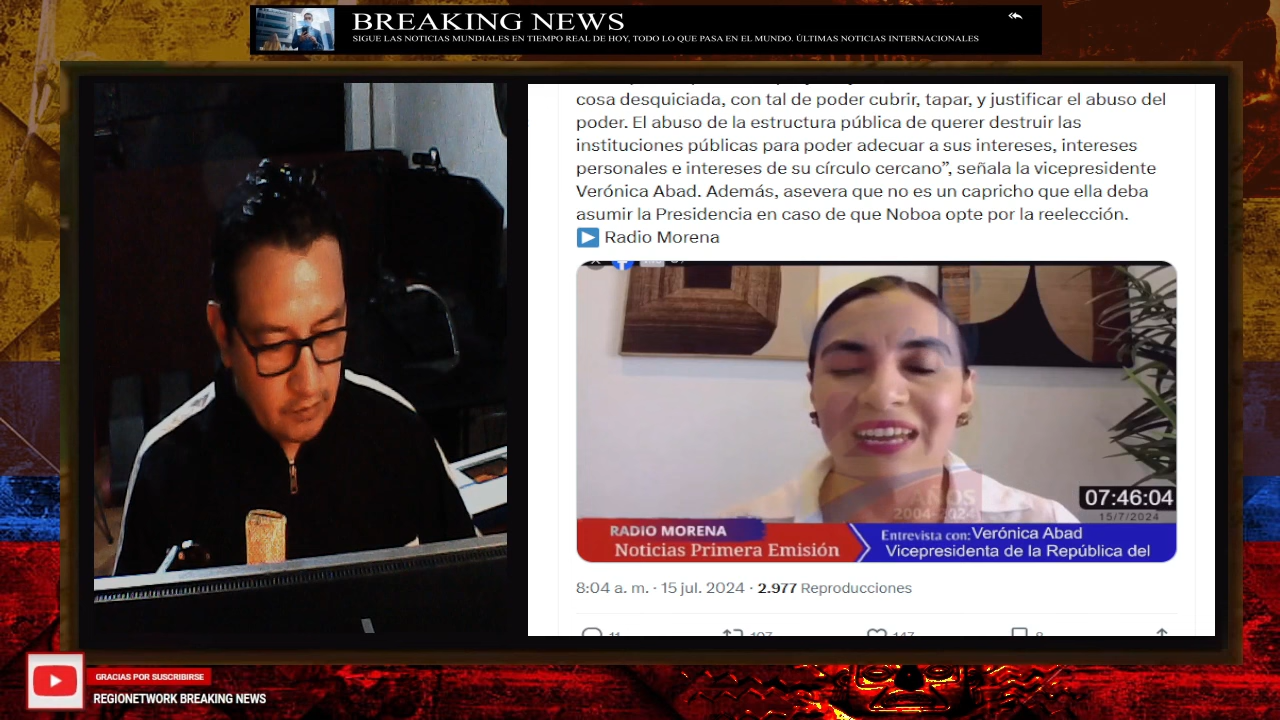 BREAKING NEWS
SIGUE LAS NOTICIAS MUNDIALES EN TIEMPO REAL DE HOY, TODO LO QUE PASA EN EL MUNDO. ÚLTIMAS NOTICIAS INTERNACIONALES
cosa desquiciada, con tal de poder cubrir, tapar, y justificar el abuso del
poder. El abuso de la estructura pública de querer destruir las
instituciones públicas para poder adecuar a sus intereses, intereses
personales e intereses de su círculo cercano”, señala la vicepresidente
Verónica Abad. Además, asevera que no es un capricho que ella deba
asumir la Presidencia en caso de que Noboa opte por la reelección.
Radio Morena
AÑOS
2004-2024
07:46:04
15/7/2024
RADIO MORENA
Noticias Primera Emisión
Entrevista con: Verónica Abad
Vicepresidenta de la República del
8:04 a. m. · 15 jul. 2024 · 2.977 Reproducciones
GRACIAS POR SUSCRIBIRSE
REGIONETWORK BREAKING NEWS